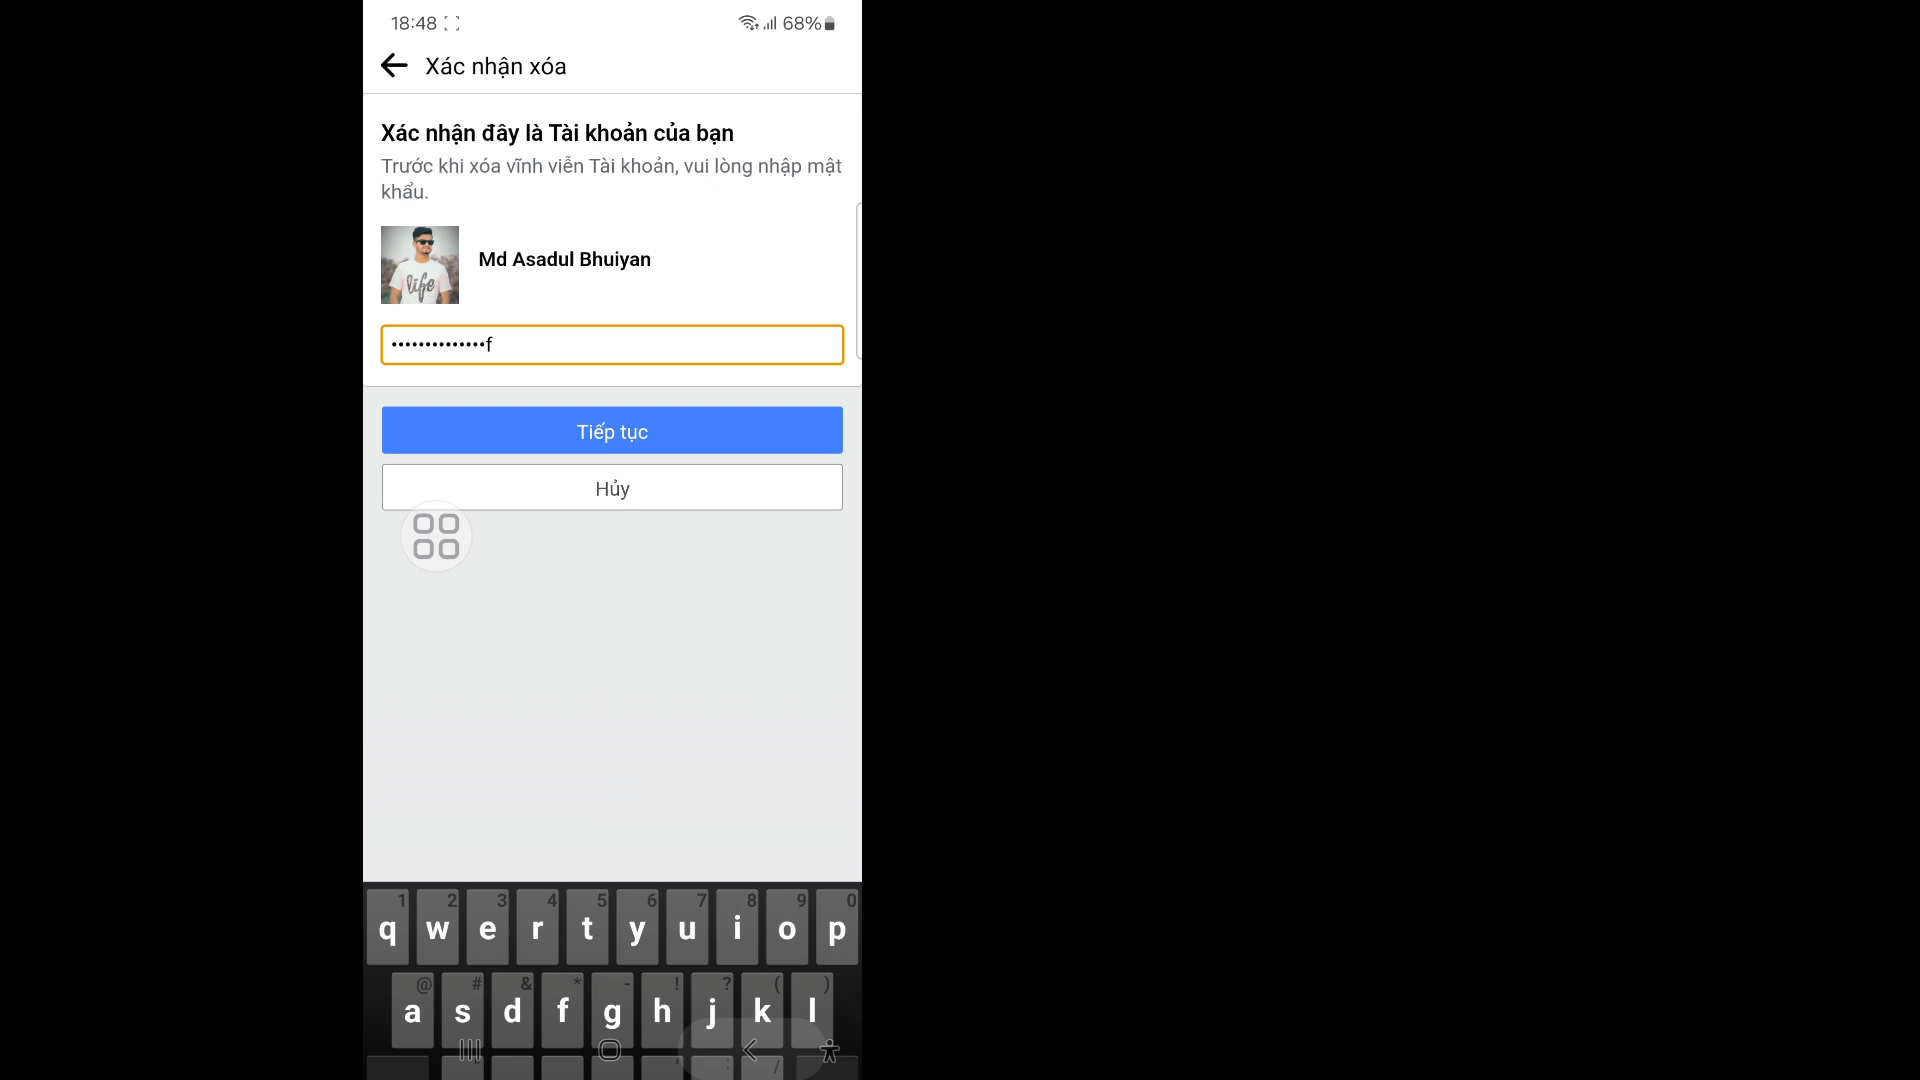 18:48 68%
Xác nhận xóa
Xác nhận đây là Tài khoản của bạn
Trước khi xóa vĩnh viễn Tài khoản, vui lòng nhập mật
khẩu.
life
Md Asadul Bhuiyan
••••••••••••••f
Tiếp tục
Hủy
1 2 3 4 5 6 7 8 9 0
q w e r t y u i o p
@ # & * - ! ? ( )
a s d f g h j k l
' : /